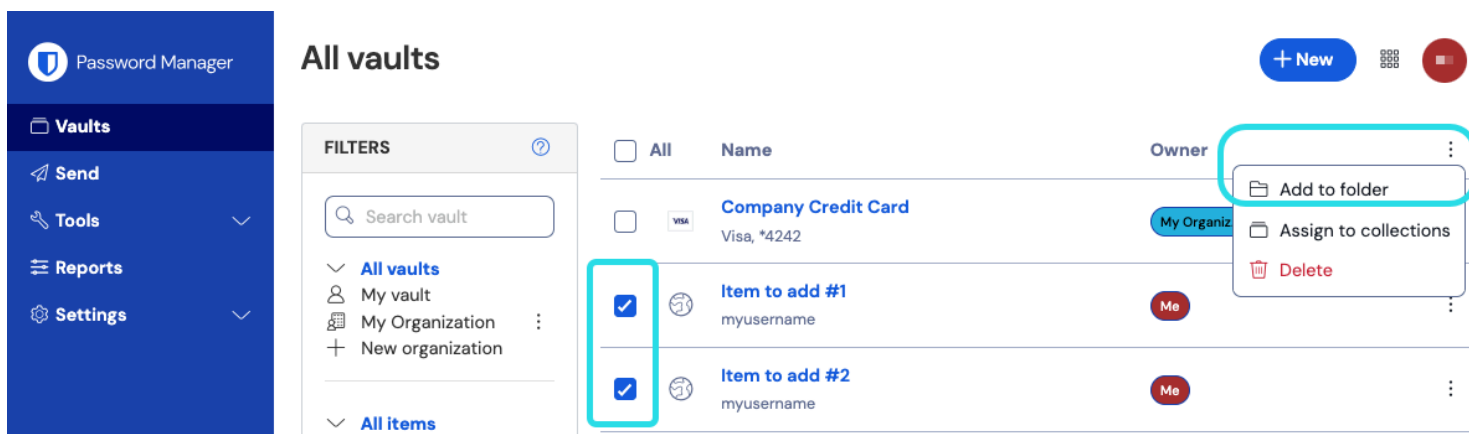 Password Manager
Vaults
Send
Tools
Reports
Settings
All vaults
New
FILTERS
Search vault
All vaults
My vault
My Organization
New organization
All items
All Name Owner
VISA
Company Credit Card
Visa, *4242
My Organiz
Item to add #1
myusername
Me
Item to add #2
myusername
Me
Add to folder
Assign to collections
Delete